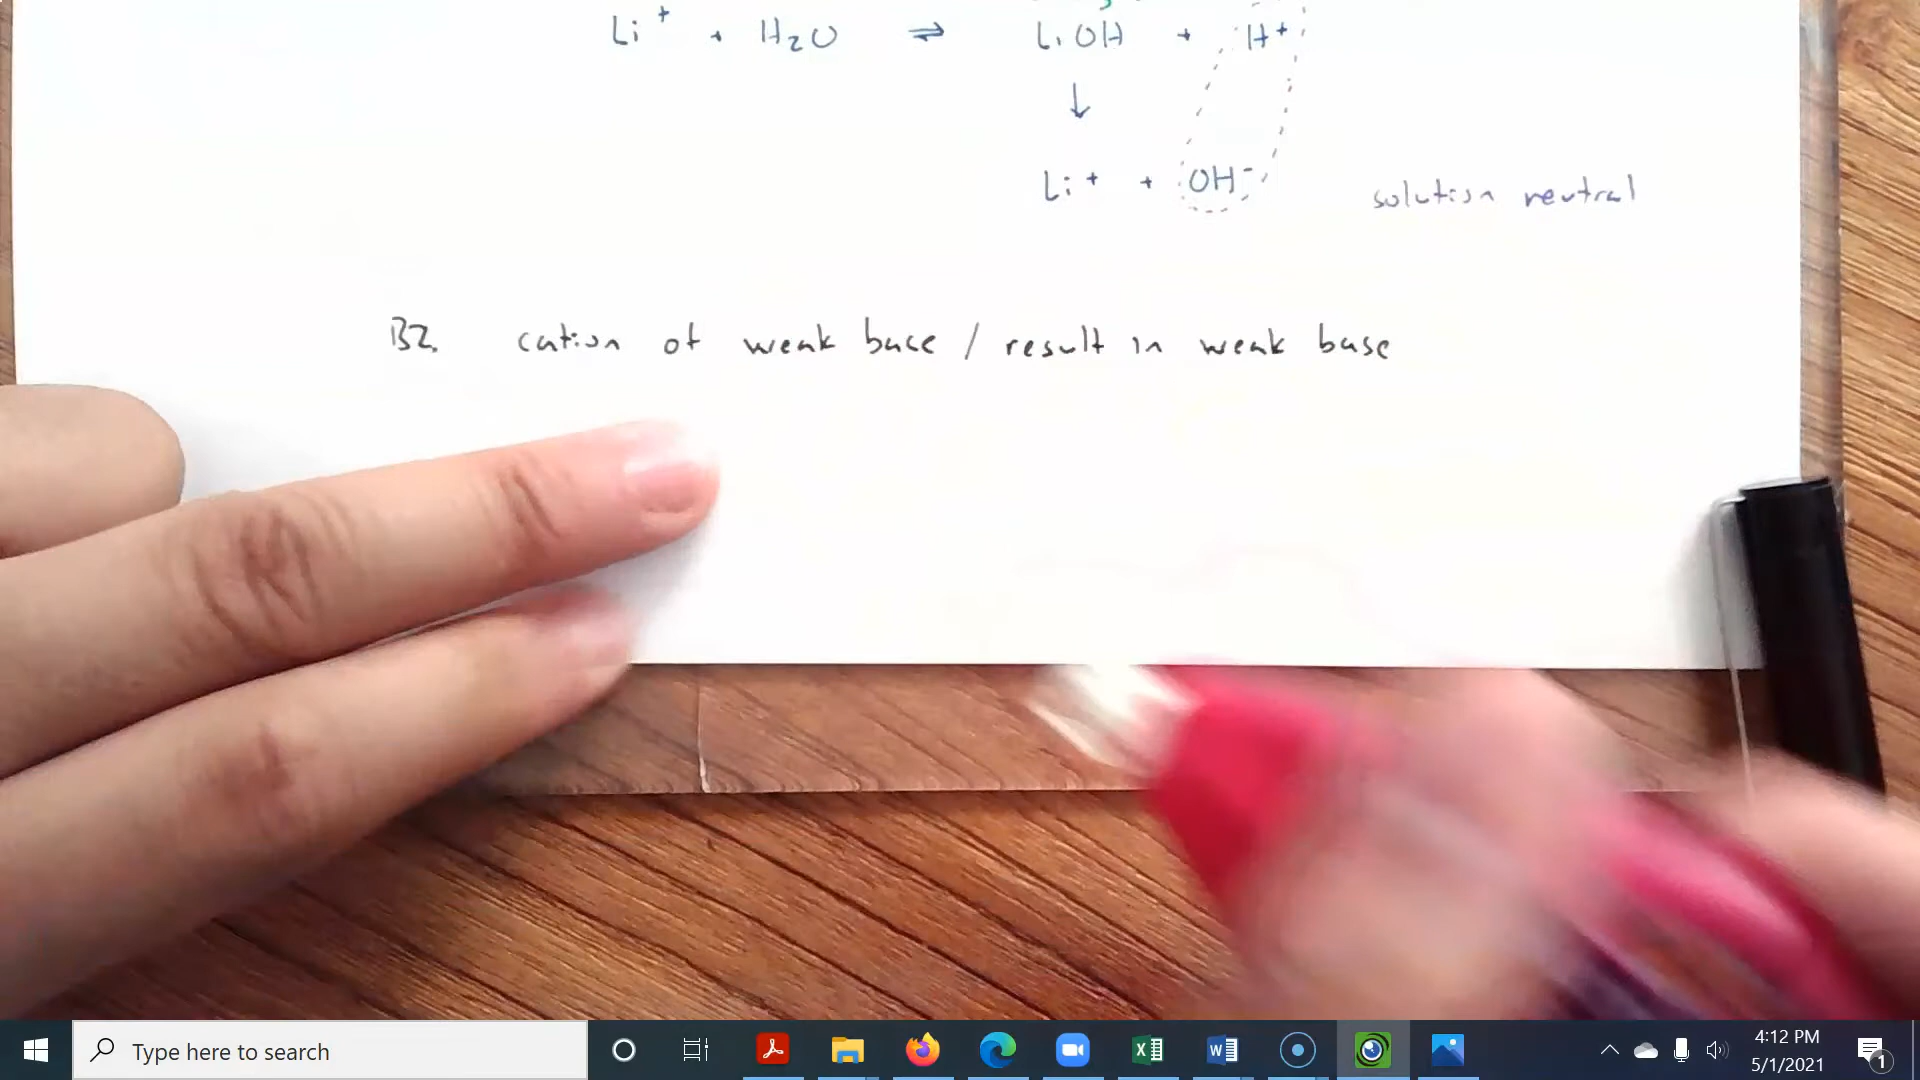 Li⁺ + H₂O ⇌ LiOH + H⁺
↓
Li⁺ + OH⁻ solution neutral
B2. cation of weak base / result in weak base
Type here to search
4:12 PM
5/1/2021
1